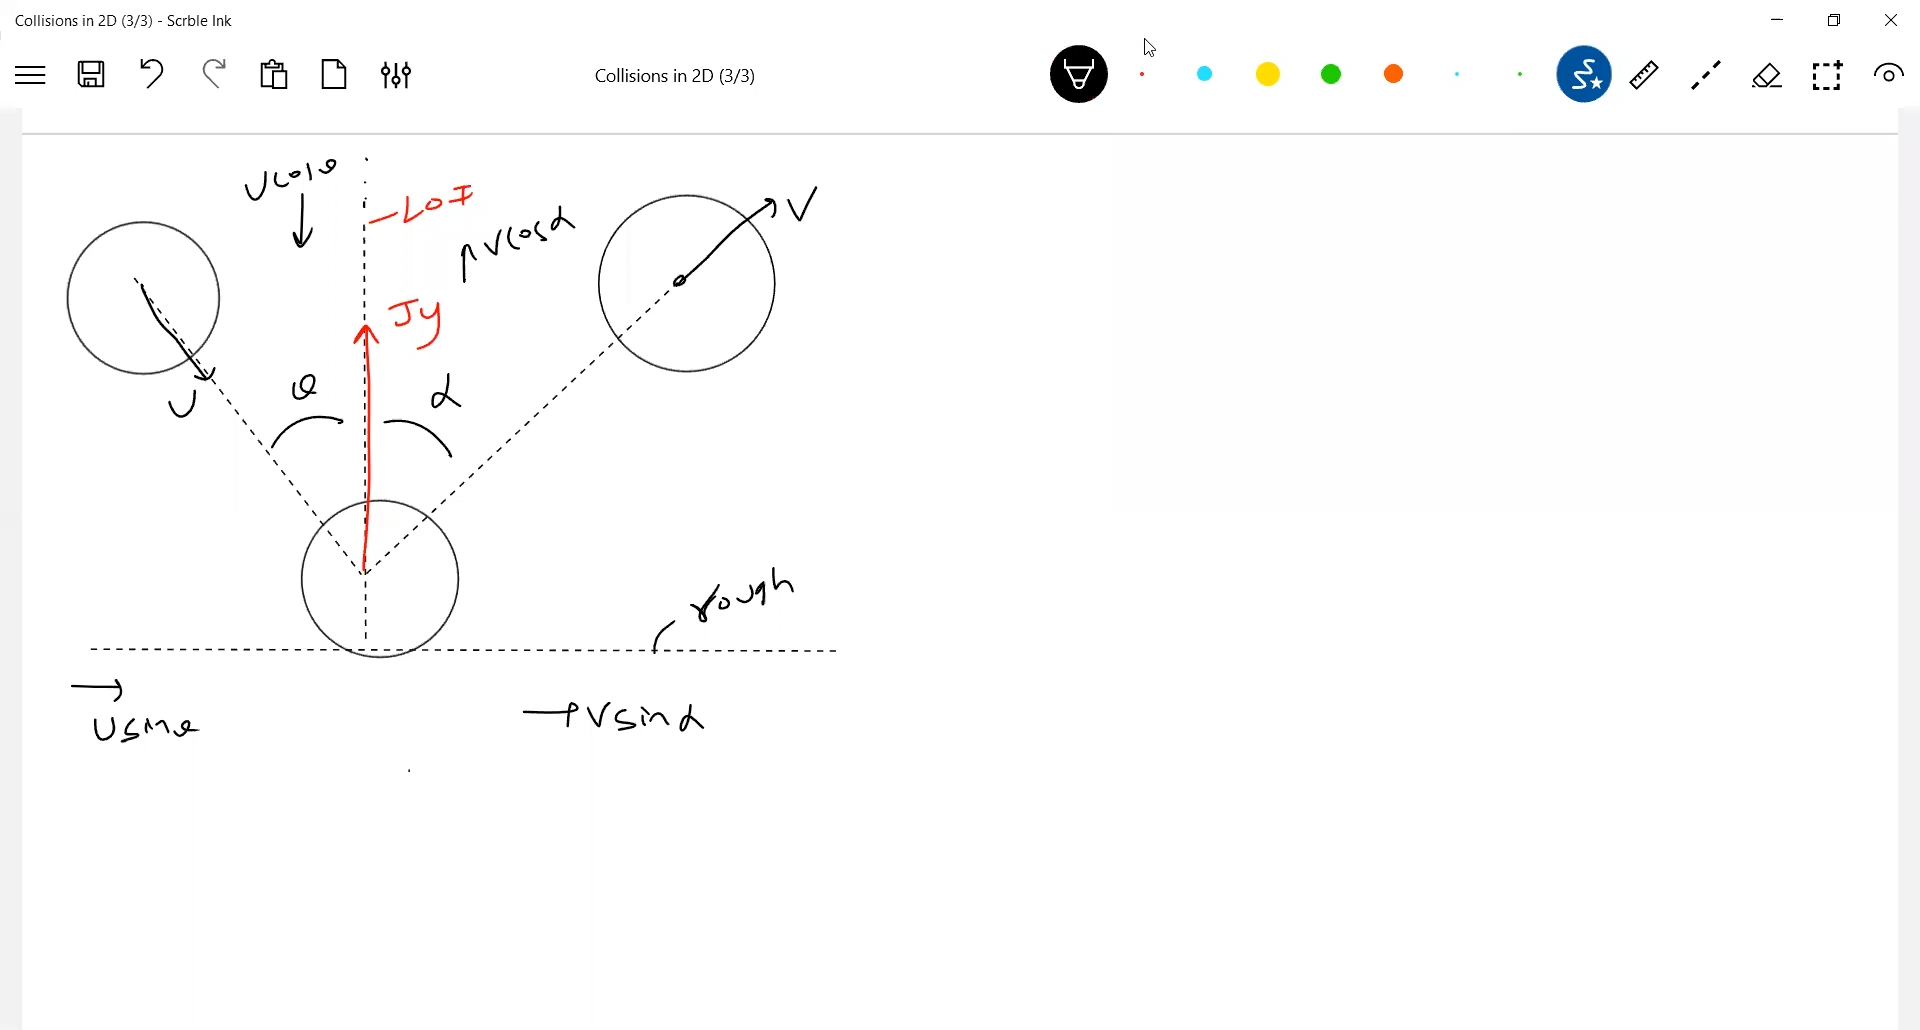 Collisions in 2D (3/3) - Scrble Ink
Collisions in 2D (3/3)
Ucosθ
LOI
Vcosα
V
Jy
θ
α
U
rough
Usinθ
Vsinα